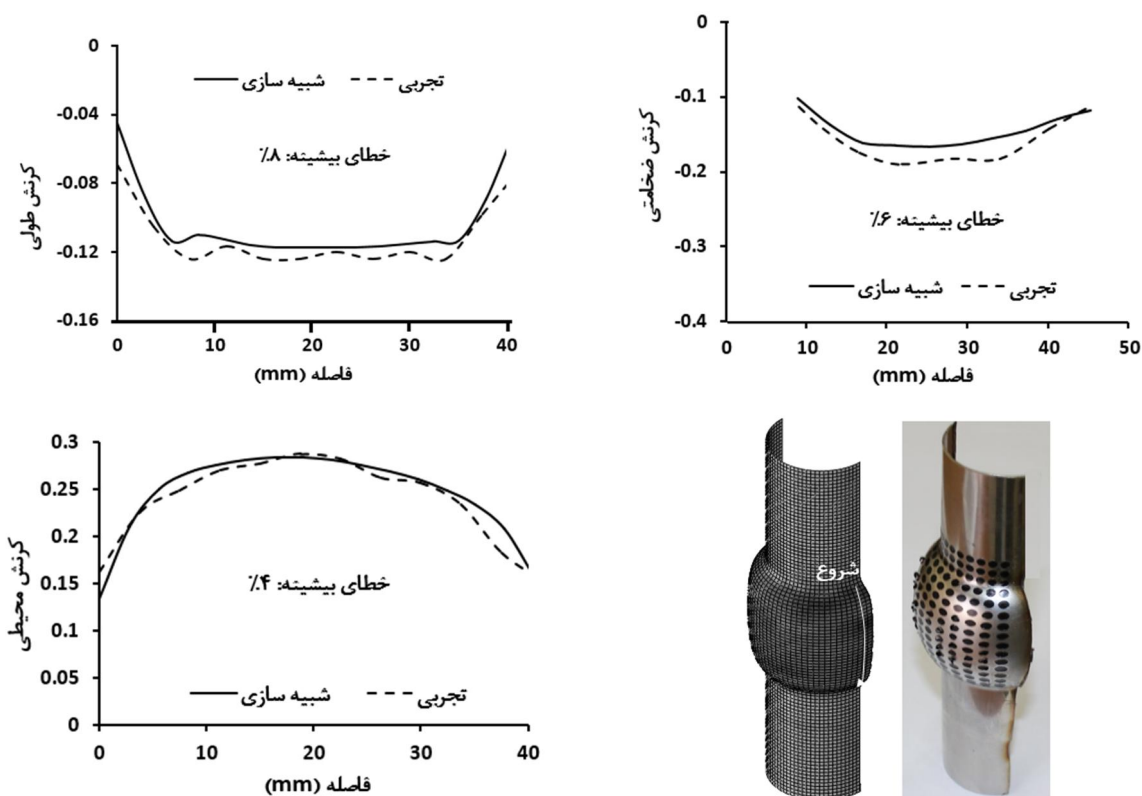 0
-0.04
-0.08
-0.12
-0.16
0 10 20 30 40
شبیه سازی تجربی
خطای بیشینه: ۸٪
کرنش طولی
فاصله (mm)
0
-0.1
-0.2
-0.3
-0.4
0 10 20 30 40 50
خطای بیشینه: ۶٪
شبیه سازی تجربی
کرنش ضخامتی
فاصله (mm)
0.3
0.25
0.2
0.15
0.1
0.05
0
0 10 20 30 40
خطای بیشینه: ۴٪
شبیه سازی تجربی
کرنش محیطی
فاصله (mm)
شروع